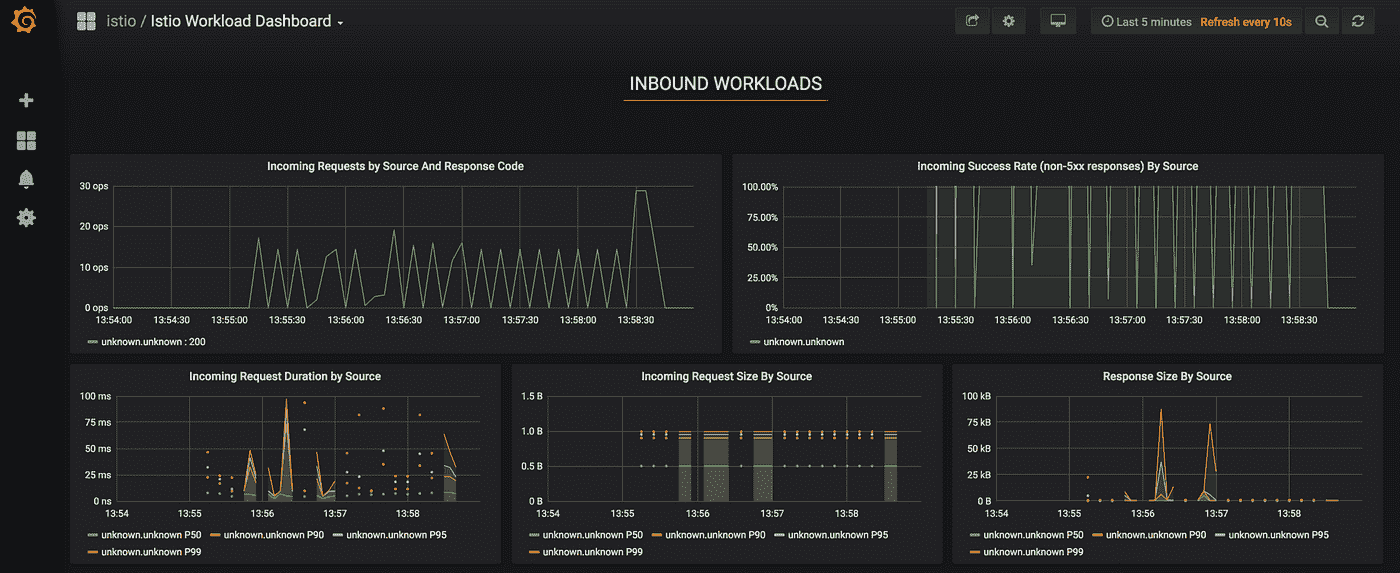 istio / Istio Workload Dashboard
Last 5 minutes Refresh every 10s
INBOUND WORKLOADS
Incoming Requests by Source And Response Code
30 ops
20 ops
10 ops
0 ops
13:54:00 13:54:30 13:55:00 13:55:30 13:56:00 13:56:30 13:57:00 13:57:30 13:58:00 13:58:30
unknown.unknown : 200
Incoming Success Rate (non-5xx responses) By Source
100.00%
75.00%
50.00%
25.00%
0%
13:54:00 13:54:30 13:55:00 13:55:30 13:56:00 13:56:30 13:57:00 13:57:30 13:58:00 13:58:30
unknown.unknown
Incoming Request Duration by Source
100 ms
75 ms
50 ms
25 ms
0 ns
13:54 13:55 13:56 13:57 13:58
unknown.unknown P50 unknown.unknown P90 unknown.unknown P95
unknown.unknown P99
Incoming Request Size By Source
1.5 B
1.0 B
0.5 B
0 B
13:54 13:55 13:56 13:57 13:58
unknown.unknown P50 unknown.unknown P90 unknown.unknown P95
unknown.unknown P99
Response Size By Source
100 kB
75 kB
50 kB
25 kB
0 B
13:54 13:55 13:56 13:57 13:58
unknown.unknown P50 unknown.unknown P90 unknown.unknown P95
unknown.unknown P99